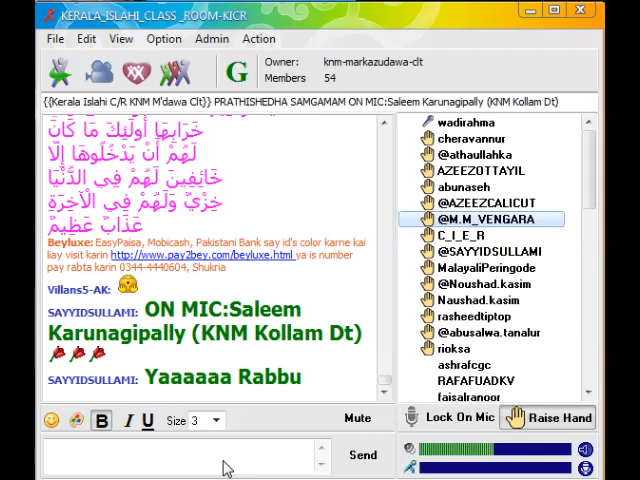 KERALA_ISLAHI_CLASS_ROOM-KICR
File Edit View Option Admin Action
G
Owner: knm-markazudawa-clt
Members 54
{{Kerala Islahi C/R KNM M'dawa Clt}} PRATHISHEDHA SAMGAMAM ON MIC:Saleem Karunagipally (KNM Kollam Dt)
خَرَابِهَا أُولَٰئِكَ مَا كَانَ
لَهُمْ أَنْ يَدْخُلُوهَا إِلَّا
خَائِفِينَ لَهُمْ فِي الدُّنْيَا
خِزْيٌ وَلَهُمْ فِي الْآخِرَةِ
عَذَابٌ عَظِيمٌ
Beyluxe: EasyPaisa, Mobicash, Pakistani Bank say id's color karne kai
liay visit karin http://www.pay2bey.com/beyluxe.html ya is number
pay rabta karin 0344-4440604, Shukria
Villans5-AK:
SAYYIDSULLAMI: ON MIC:Saleem
Karunagipally (KNM Kollam Dt)
SAYYIDSULLAMI: Yaaaaaa Rabbu
wadirahma
cheravannur
@athaullahka
AZEEZOTTAYIL
abunaseh
@AZEEZCALICUT
@M.M_VENGARA
C_I_E_R
@SAYYIDSULLAMI
MalayaliPeringode
@Noushad.kasim
Naushad.kasim
rasheedtiptop
@abusalwa.tanalur
rioksa
ashrafcgc
RAFAFUADKV
faisalranoor
B I U Size 3 Mute
Lock On Mic Raise Hand
Send